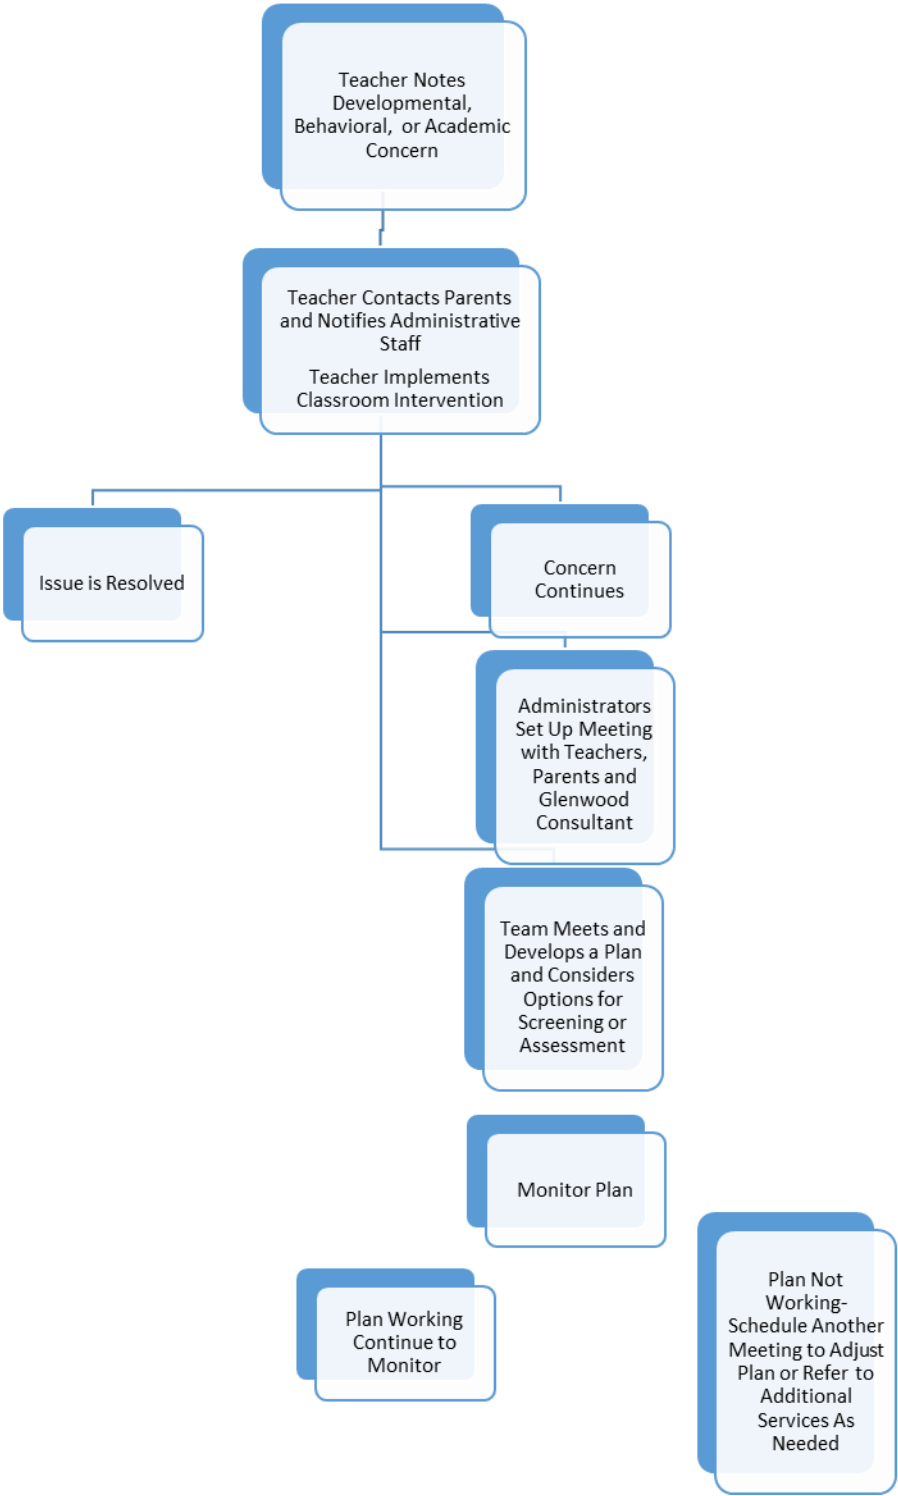 Teacher Notes
Developmental,
Behavioral, or Academic
Concern
Teacher Contacts Parents
and Notifies Administrative
Staff
Teacher Implements
Classroom Intervention
Issue is Resolved
Concern
Continues
Administrators
Set Up Meeting
with Teachers,
Parents and
Glenwood
Consultant
Team Meets and
Develops a Plan
and Considers
Options for
Screening or
Assessment
Monitor Plan
Plan Working
Continue to
Monitor
Plan Not
Working-
Schedule Another
Meeting to Adjust
Plan or Refer to
Additional
Services As
Needed